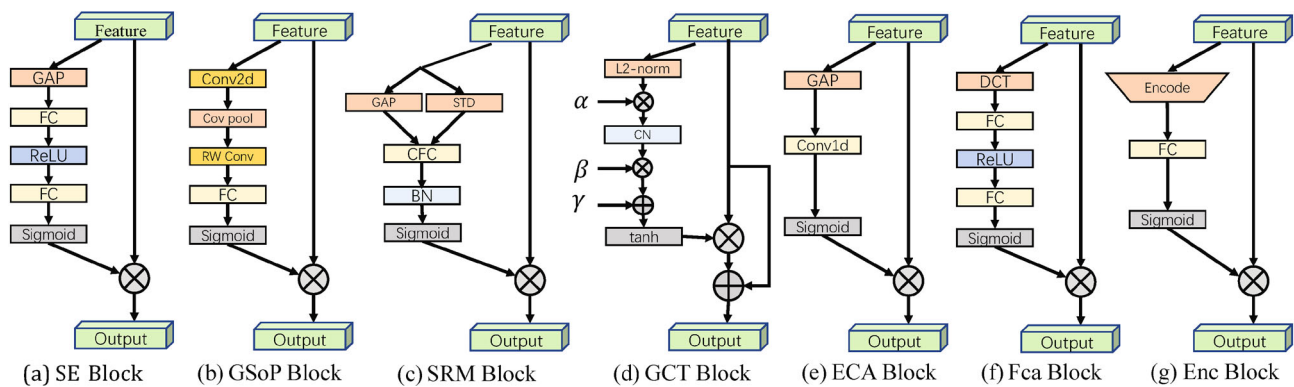 Feature
GAP
FC
ReLU
FC
Sigmoid
Output
(a) SE Block
Feature
Conv2d
Cov pool
RW Conv
FC
Sigmoid
Output
(b) GSoP Block
Feature
GAP STD
CFC
BN
Sigmoid
Output
(c) SRM Block
Feature
L2-norm
α
CN
β
γ
tanh
Output
(d) GCT Block
Feature
GAP
Conv1d
Sigmoid
Output
(e) ECA Block
Feature
DCT
FC
ReLU
FC
Sigmoid
Output
(f) Fca Block
Feature
Encode
FC
Sigmoid
Output
(g) Enc Block